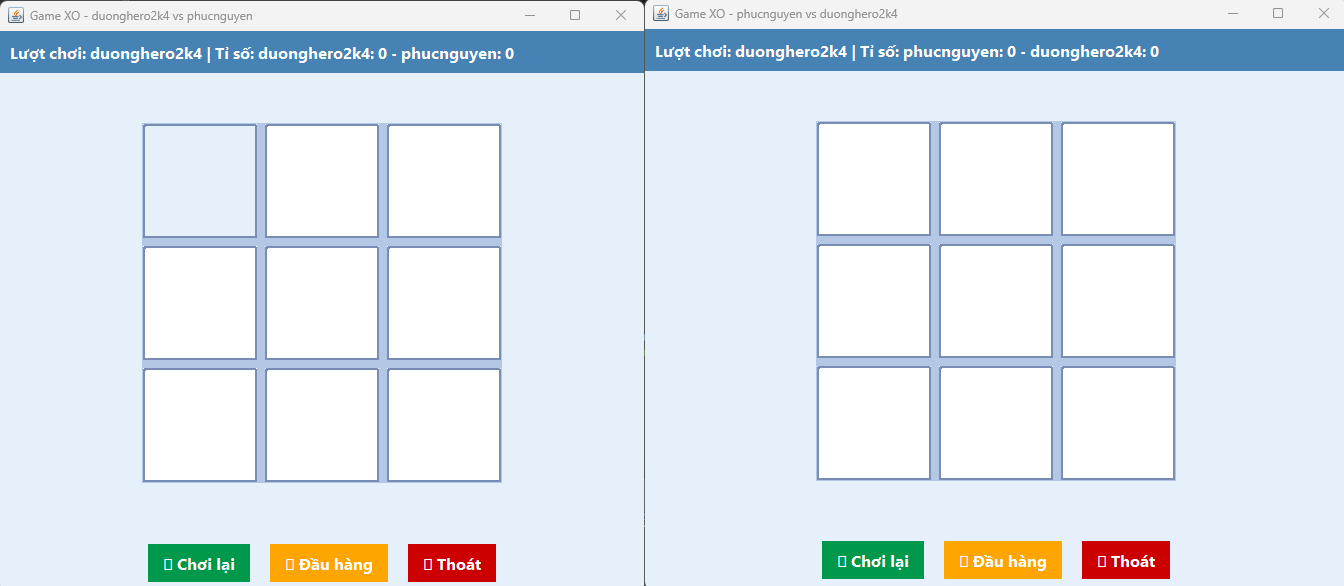 Game XO - duonghero2k4 vs phucnguyen
Lượt chơi: duonghero2k4 | Tỉ số: duonghero2k4: 0 - phucnguyen: 0
▯ Chơi lại
▯ Đầu hàng
▯ Thoát
Game XO - phucnguyen vs duonghero2k4
Lượt chơi: duonghero2k4 | Tỉ số: phucnguyen: 0 - duonghero2k4: 0
▯ Chơi lại
▯ Đầu hàng
▯ Thoát